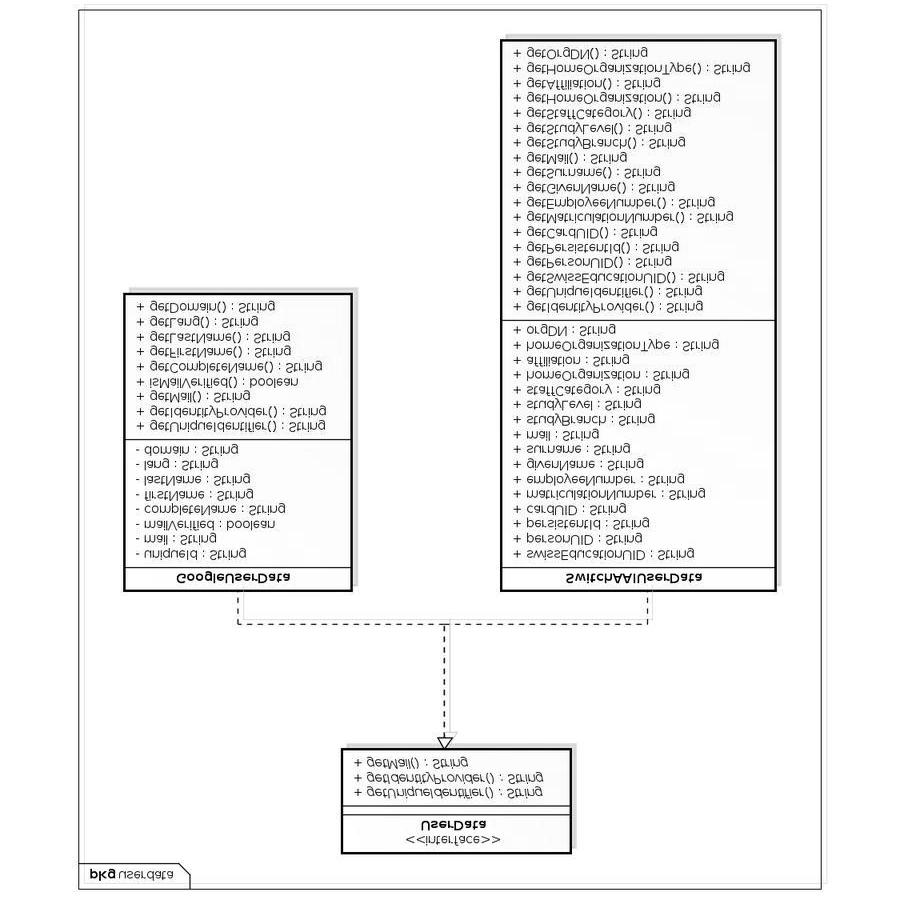 pkg userdata
<<interface>>
UserData
+ getUniqueIdentifier() : String
+ getIdentityProvider() : String
+ getMail() : String
GoogleUserData
- uniqueId : String
- mail : String
- mailVerified : boolean
- completeName : String
- firstName : String
- lastName : String
- lang : String
- domain : String
+ getUniqueIdentifier() : String
+ getIdentityProvider() : String
+ getMail() : String
+ isMailVerified() : boolean
+ getCompleteName() : String
+ getFirstName() : String
+ getLastName() : String
+ getLang() : String
+ getDomain() : String
SwitchAAIUserData
+ swissEducationUID : String
+ personUID : String
+ persistentId : String
+ cardUID : String
+ matriculationNumber : String
+ employeeNumber : String
+ givenName : String
+ surname : String
+ mail : String
+ studyBranch : String
+ studyLevel : String
+ staffCategory : String
+ homeOrganization : String
+ affiliation : String
+ homeOrganizationType : String
+ orgDN : String
+ getIdentityProvider() : String
+ getUniqueIdentifier() : String
+ getSwissEducationUID() : String
+ getPersonUID() : String
+ getPersistentId() : String
+ getCardUID() : String
+ getMatriculationNumber() : String
+ getEmployeeNumber() : String
+ getGivenName() : String
+ getSurname() : String
+ getMail() : String
+ getStudyBranch() : String
+ getStudyLevel() : String
+ getStaffCategory() : String
+ getHomeOrganization() : String
+ getAffiliation() : String
+ getHomeOrganizationType() : String
+ getOrgDN() : String